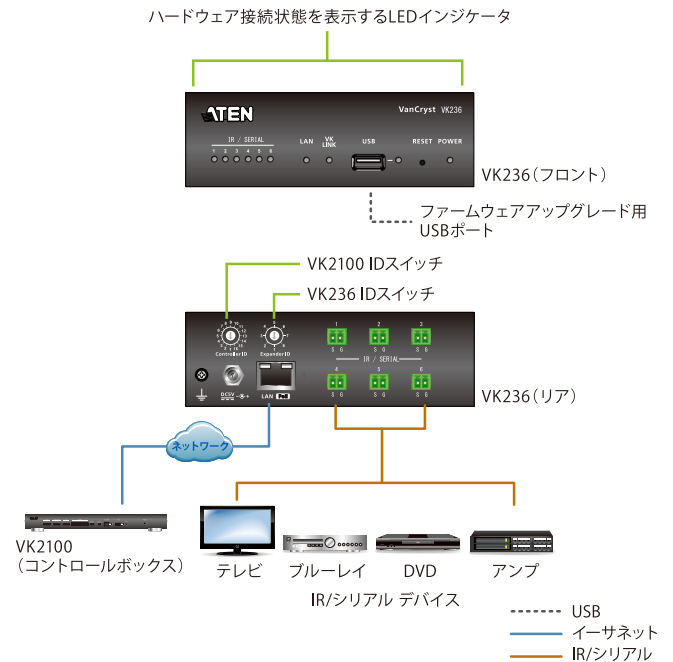 ハードウェア接続状態を表示するLEDインジケータ
ATEN
VanCryst VK236
IR / SERIAL
1 2 3 4 5 6
LAN
VK LINK
USB
RESET
POWER
VK236(フロント)
ファームウェアアップグレード用
USBポート
VK2100 IDスイッチ
VK236 IDスイッチ
Controller ID
Expander ID
1 2 3
S G S G S G
IR / SERIAL
4 5 6
S G S G S G
DC5V
LAN PoE
VK236(リア)
ネットワーク
VK2100
(コントロールボックス)
テレビ
ブルーレイ
DVD
アンプ
IR/シリアル デバイス
USB
イーサネット
IR/シリアル